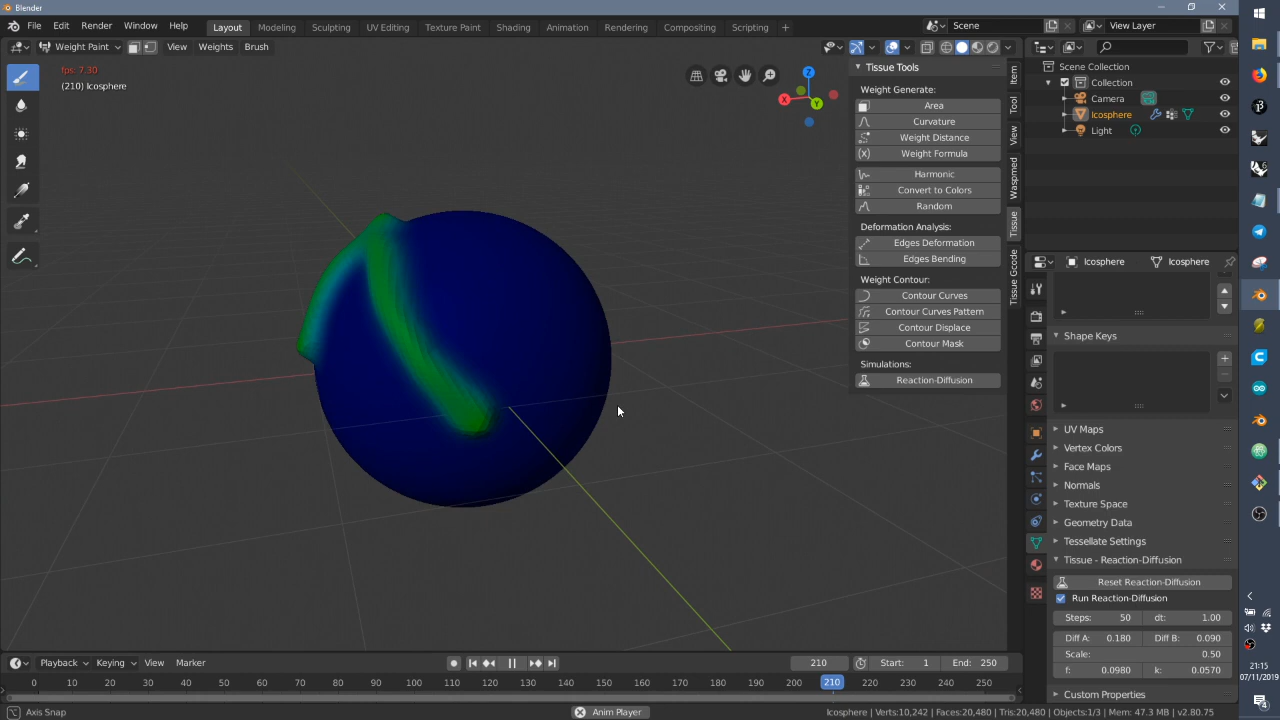 Blender
File Edit Render Window Help
Layout Modeling Sculpting UV Editing Texture Paint Shading Animation Rendering Compositing Scripting +
Scene
View Layer
Weight Paint View Weights Brush
fps: 7.30
(210) Icosphere
Z
X
Y
Tissue Tools
Weight Generate:
Area
Curvature
Weight Distance
(x) Weight Formula
Harmonic
Convert to Colors
Random
Deformation Analysis:
Edges Deformation
Edges Bending
Weight Contour:
Contour Curves
Contour Curves Pattern
Contour Displace
Contour Mask
Simulations:
Reaction-Diffusion
Item
Tool
View
Waspmed
Tissue
Tissue Gcode
Scene Collection
Collection
Camera
Icosphere
Light
Icosphere Icosphere
Shape Keys
UV Maps
Vertex Colors
Face Maps
Normals
Texture Space
Geometry Data
Tessellate Settings
Tissue - Reaction-Diffusion
Reset Reaction-Diffusion
Run Reaction-Diffusion
Steps: 50 dt: 1.00
Diff A: 0.180 Diff B: 0.090
Scale: 0.50
f: 0.0980 k: 0.0570
Custom Properties
Playback Keying View Marker
210 Start: 1 End: 250
0 10 20 30 40 50 60 70 80 90 100 110 120 130 140 150 160 170 180 190 200 210 220 230 240 250
Axis Snap
Anim Player
Icosphere | Verts:10,242 | Faces:20,480 | Tris:20,480 | Objects:1/3 | Mem: 47.3 MB | v2.80.75
21:15
07/11/2019